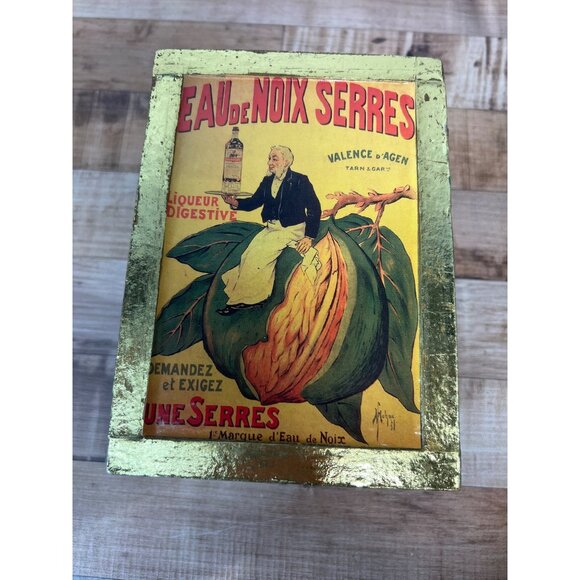 EAU DE NOIX SERRES
VALENCE D'AGEN
TARN & GAR.
LIQUEUR
DIGESTIVE
DEMANDEZ
et EXIGEZ
UNE SERRES
1re Marque d'Eau de Noix